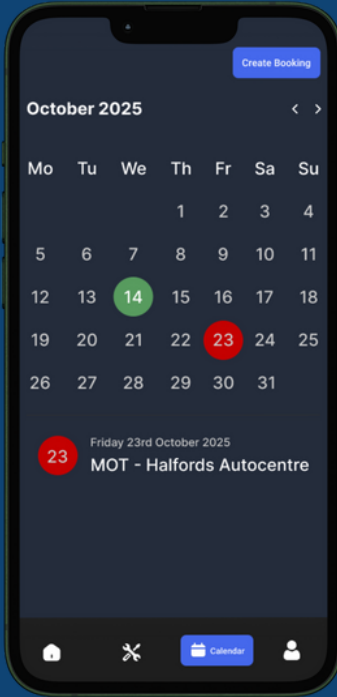 Create Booking
October 2025 < >
Mo Tu We Th Fr Sa Su
1 2 3 4
5 6 7 8 9 10 11
12 13 14 15 16 17 18
19 20 21 22 23 24 25
26 27 28 29 30 31
Friday 23rd October 2025
23 MOT - Halfords Autocentre
Calendar